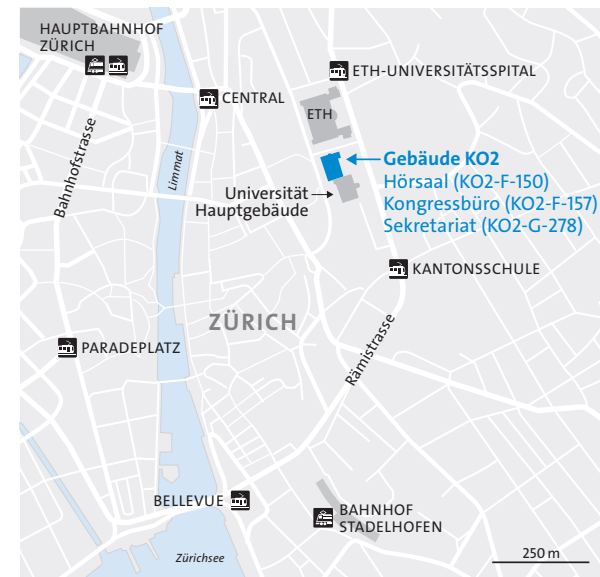 HAUPTBAHNHOF
ZÜRICH
ETH-UNIVERSITÄTSSPITAL
CENTRAL
ETH
Bahnhofstrasse
Limmat
Gebäude KO2
Hörsaal (KO2-F-150)
Kongressbüro (KO2-F-157)
Sekretariat (KO2-G-278)
Universität
Hauptgebäude
KANTONSSCHULE
ZÜRICH
PARADEPLATZ
Rämistrasse
BELLEVUE
BAHNHOF
STADELHOFEN
Zürichsee
250 m